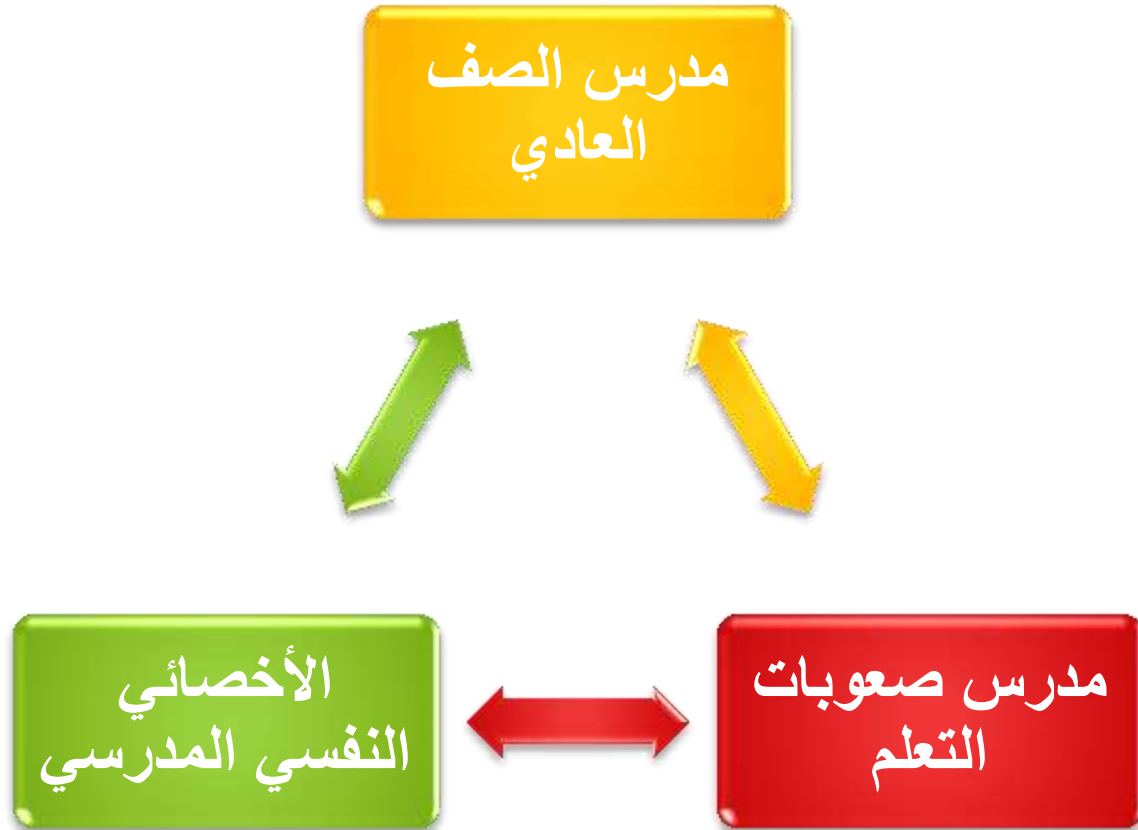 مدرس الصف
العادي
مدرس صعوبات
التعلم
الأخصائي
النفسي المدرسي